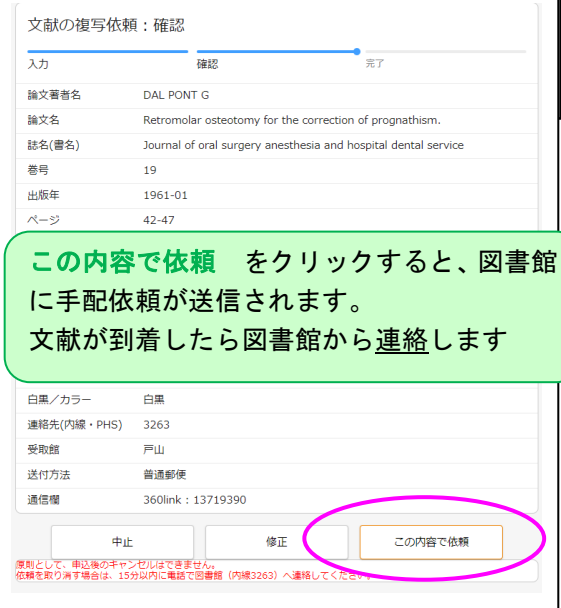 文献の複写依頼：確認
入力 確認 完了
論文著者名 DAL PONT G
論文名 Retromolar osteotomy for the correction of prognathism.
誌名(書名) Journal of oral surgery anesthesia and hospital dental service
巻号 19
出版年 1961-01
ページ 42-47
この内容で依頼　をクリックすると、図書館
に手配依頼が送信されます。
文献が到着したら図書館から連絡します
白黒／カラー 白黒
連絡先(内線・PHS) 3263
受取館 戸山
送付方法 普通郵便
通信欄 360link : 13719390
中止 修正 この内容で依頼
原則として、申込後のキャンセルはできません。
依頼を取り消す場合は、15分以内に電話で図書館（内線3263）へ連絡してください。